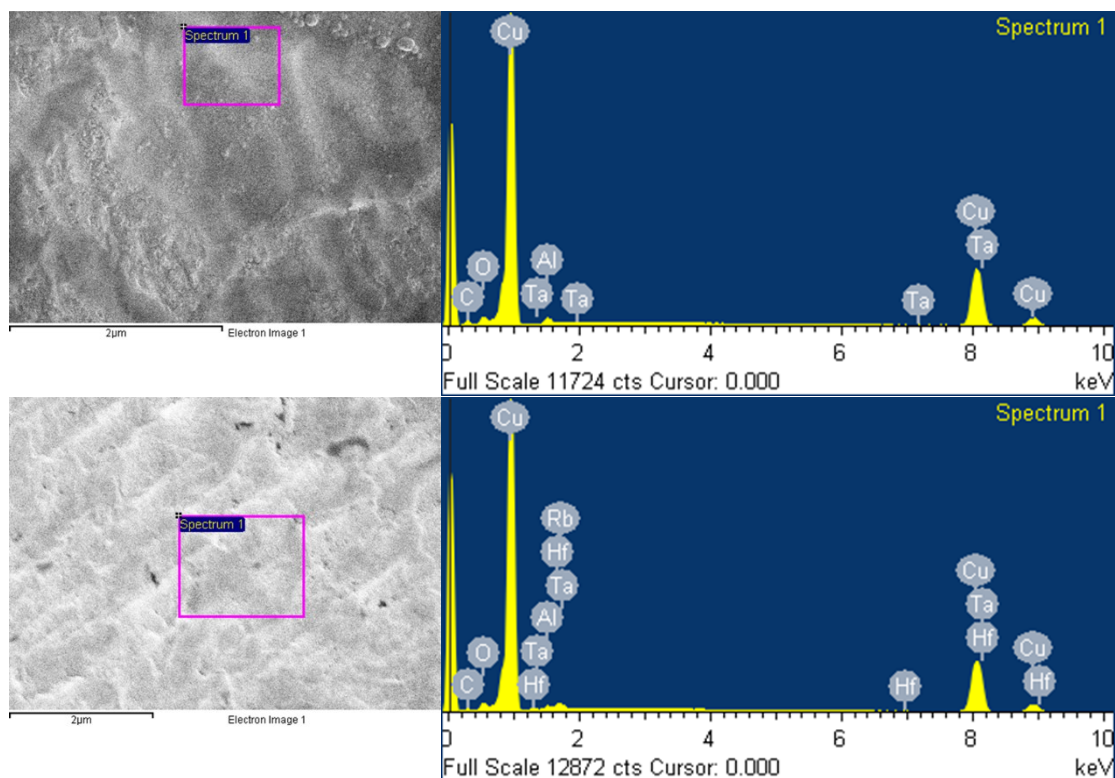 Spectrum 1
2µm
Electron Image 1
Spectrum 1
Cu
Cu
O
Al
Ta
C
Ta
Ta
Ta
Cu
0 2 4 6 8 10
Full Scale 11724 cts Cursor: 0.000
keV
Spectrum 1
2µm
Electron Image 1
Spectrum 1
Cu
Rb
Hf
Cu
Ta
Ta
Al
Hf
O
Ta
Cu
C
Hf
Hf
Hf
0 2 4 6 8 10
Full Scale 12872 cts Cursor: 0.000
keV